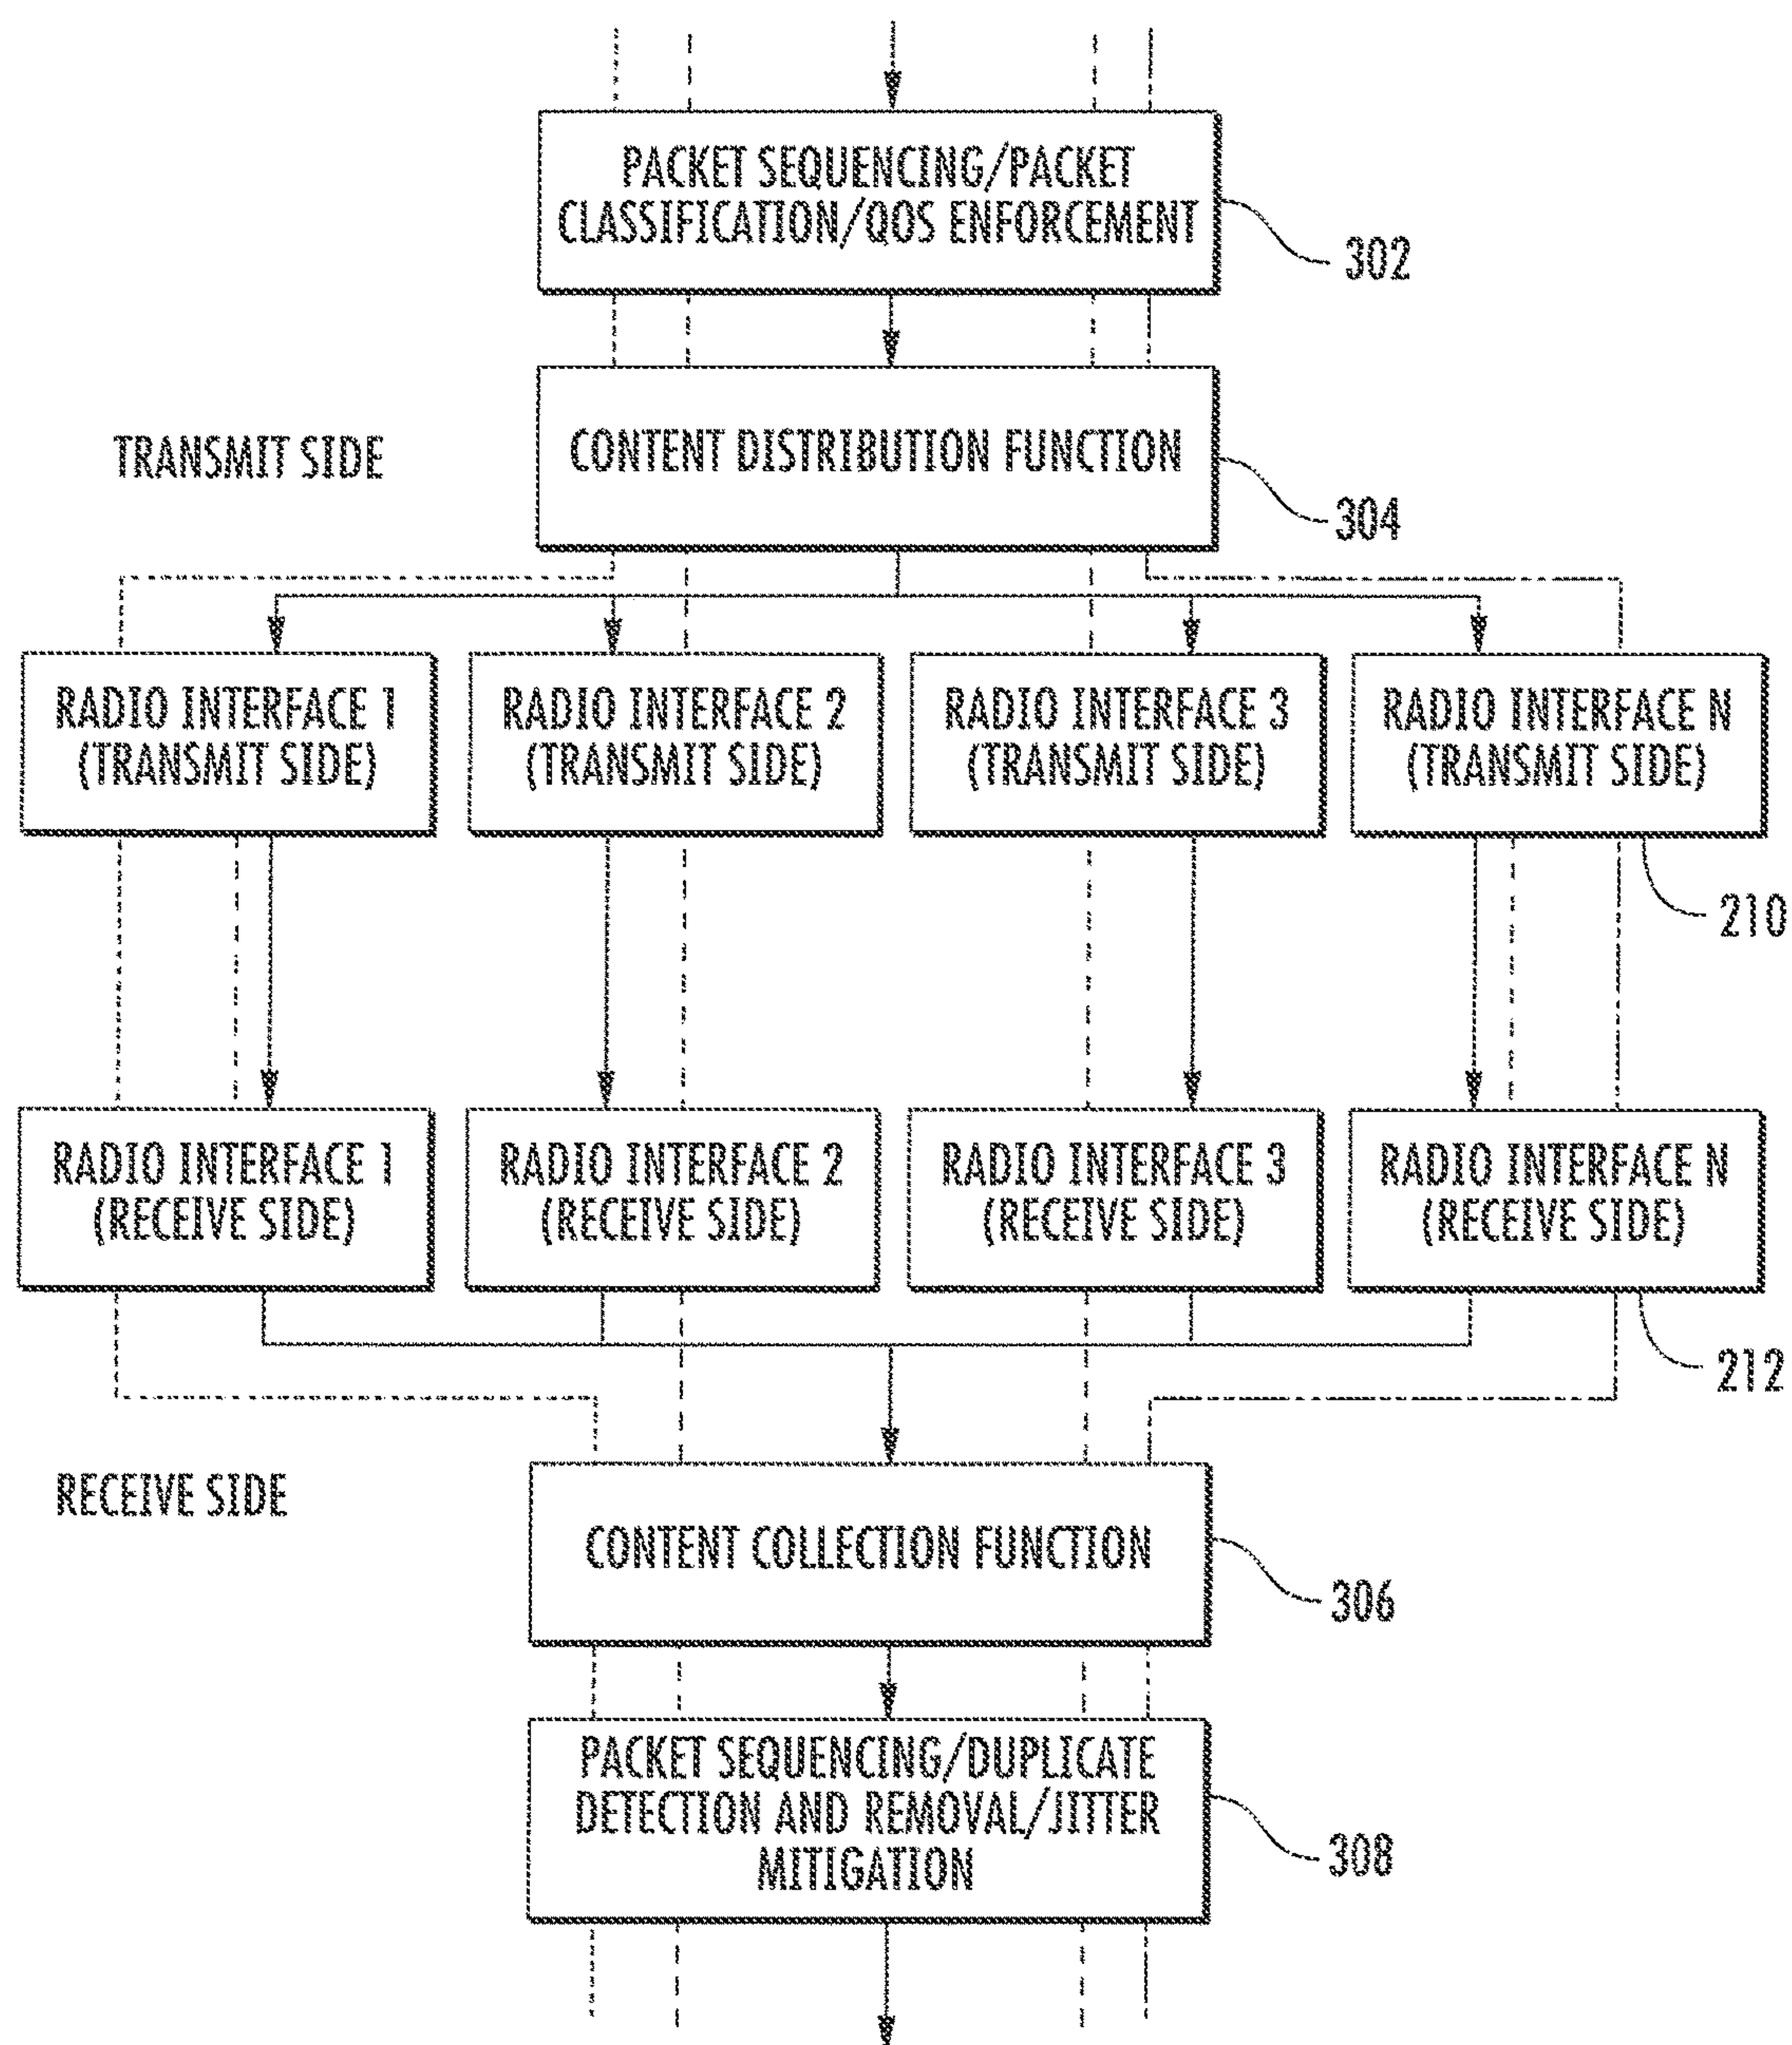 PACKET SEQUENCING/PACKET
CLASSIFICATION/QOS ENFORCEMENT
302
TRANSMIT SIDE
CONTENT DISTRIBUTION FUNCTION
304
RADIO INTERFACE 1
(TRANSMIT SIDE)
RADIO INTERFACE 2
(TRANSMIT SIDE)
RADIO INTERFACE 3
(TRANSMIT SIDE)
RADIO INTERFACE N
(TRANSMIT SIDE)
210
RADIO INTERFACE 1
(RECEIVE SIDE)
RADIO INTERFACE 2
(RECEIVE SIDE)
RADIO INTERFACE 3
(RECEIVE SIDE)
RADIO INTERFACE N
(RECEIVE SIDE)
212
RECEIVE SIDE
CONTENT COLLECTION FUNCTION
306
PACKET SEQUENCING/DUPLICATE
DETECTION AND REMOVAL/JITTER
MITIGATION
308